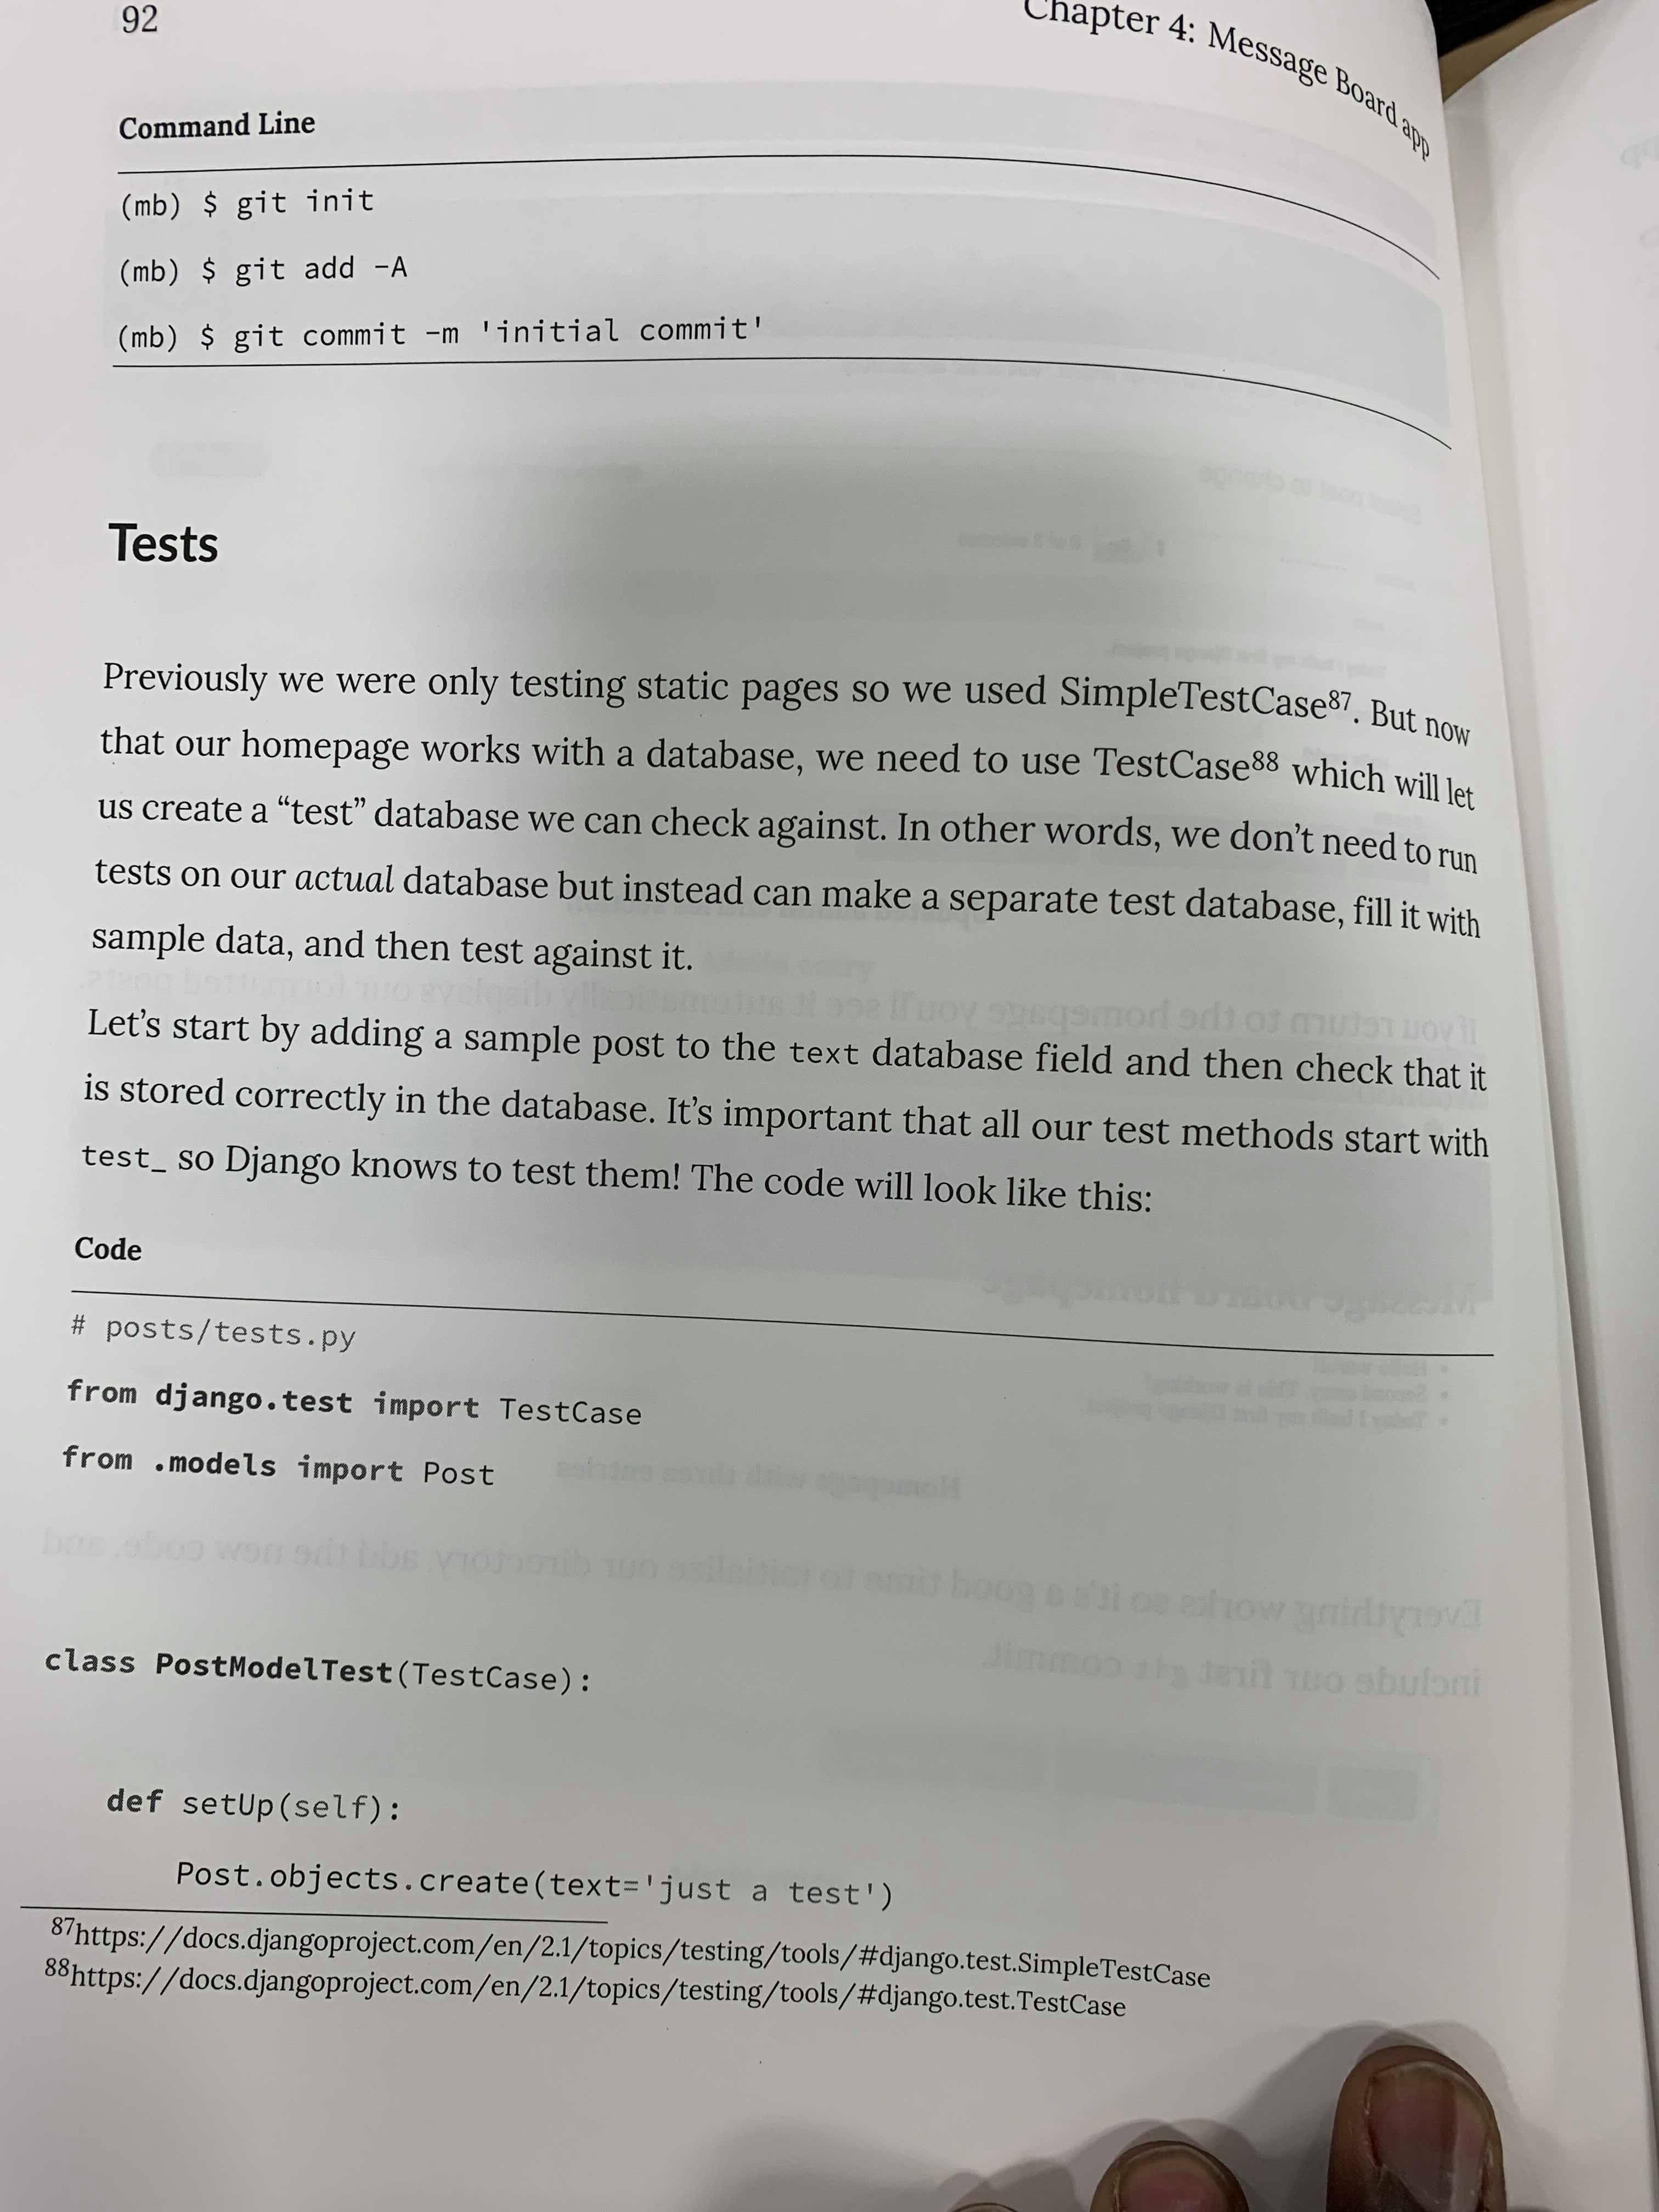 92
Chapter 4: Message Board app
Command Line
(mb) $ git init
(mb) $ git add -A
(mb) $ git commit -m 'initial commit'
Tests
Previously we were only testing static pages so we used SimpleTestCase⁸⁷. But now
that our homepage works with a database, we need to use TestCase⁸⁸ which will let
us create a “test” database we can check against. In other words, we don’t need to run
tests on our actual database but instead can make a separate test database, fill it with
sample data, and then test against it.
Let’s start by adding a sample post to the text database field and then check that it
is stored correctly in the database. It’s important that all our test methods start with
test_ so Django knows to test them! The code will look like this:
Code
# posts/tests.py
from django.test import TestCase
from .models import Post
class PostModelTest(TestCase):
def setUp(self):
Post.objects.create(text='just a test')
⁸⁷https://docs.djangoproject.com/en/2.1/topics/testing/tools/#django.test.SimpleTestCase
⁸⁸https://docs.djangoproject.com/en/2.1/topics/testing/tools/#django.test.TestCase